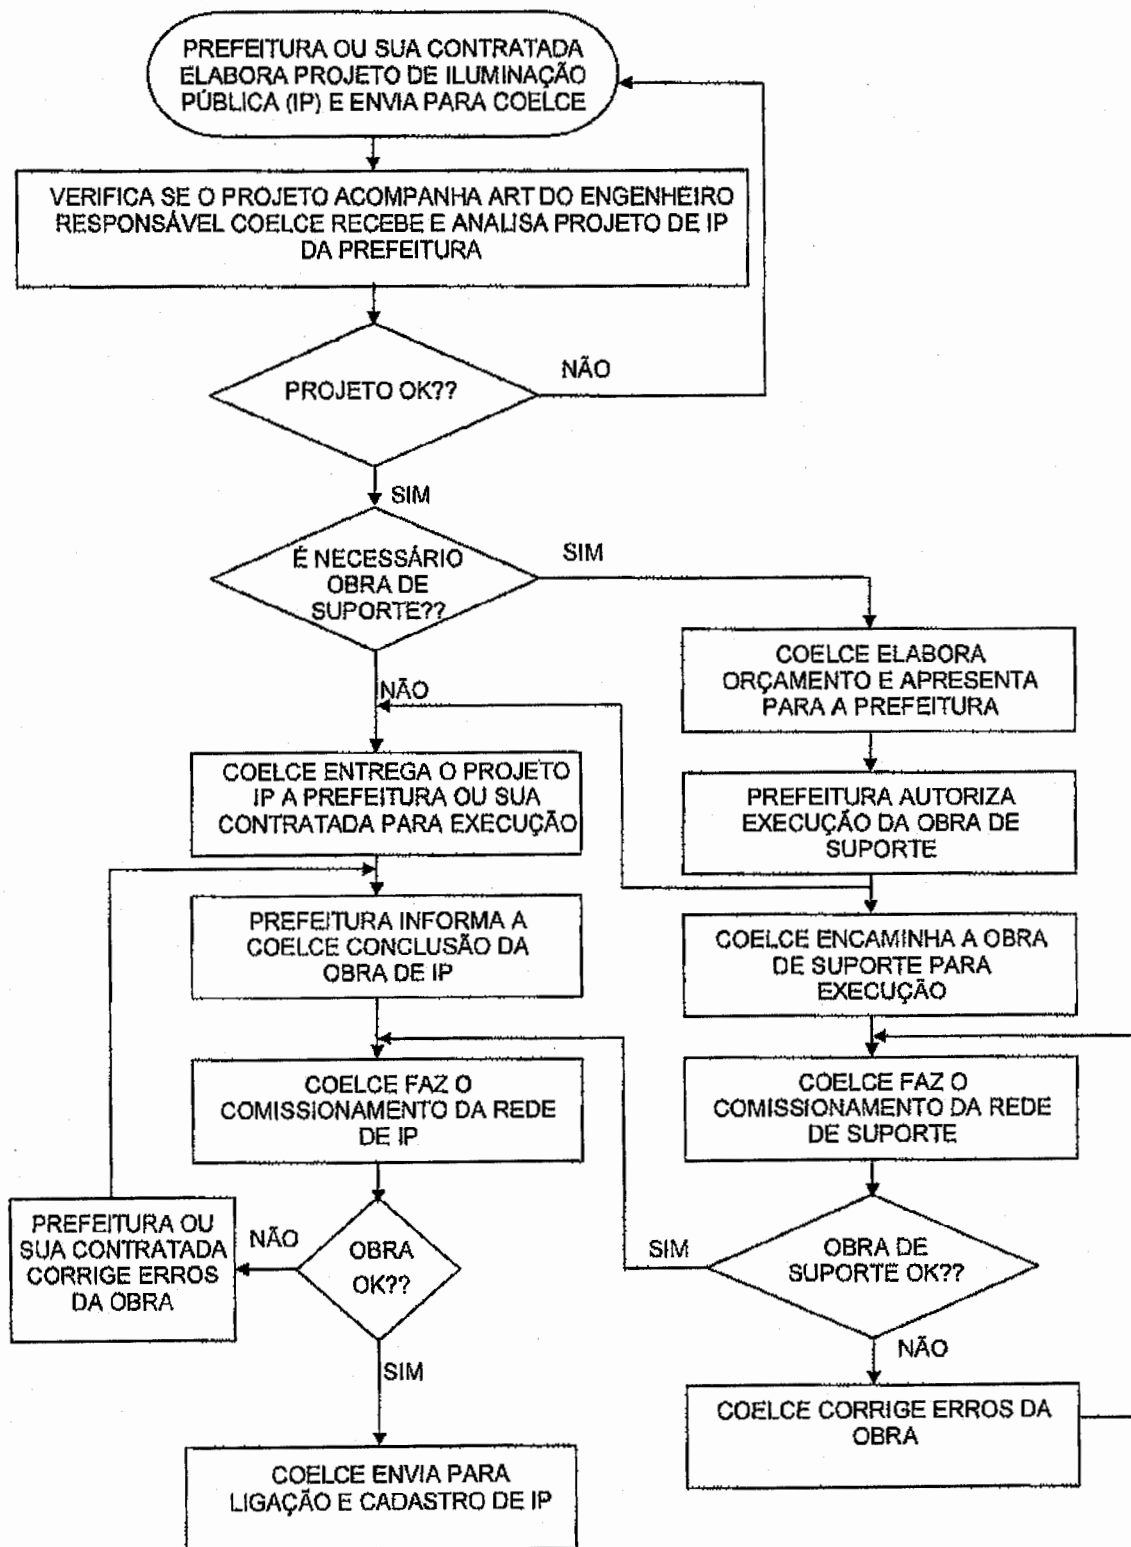 PREFEITURA OU SUA CONTRATADA
ELABORA PROJETO DE ILUMINAÇÃO
PÚBLICA (IP) E ENVIA PARA COELCE
VERIFICA SE O PROJETO ACOMPANHA ART DO ENGENHEIRO
RESPONSÁVEL COELCE RECEBE E ANALISA PROJETO DE IP
DA PREFEITURA
PROJETO OK??
NÃO
SIM
É NECESSÁRIO
OBRA DE
SUPORTE??
SIM
NÃO
COELCE ELABORA
ORÇAMENTO E APRESENTA
PARA A PREFEITURA
COELCE ENTREGA O PROJETO
IP A PREFEITURA OU SUA
CONTRATADA PARA EXECUÇÃO
PREFEITURA AUTORIZA
EXECUÇÃO DA OBRA DE
SUPORTE
PREFEITURA INFORMA A
COELCE CONCLUSÃO DA
OBRA DE IP
COELCE ENCAMINHA A OBRA
DE SUPORTE PARA
EXECUÇÃO
COELCE FAZ O
COMISSIONAMENTO DA REDE
DE IP
COELCE FAZ O
COMISSIONAMENTO DA REDE
DE SUPORTE
PREFEITURA OU
SUA CONTRATADA
CORRIGE ERROS
DA OBRA
NÃO
OBRA
OK??
SIM
SIM
OBRA DE
SUPORTE OK??
NÃO
COELCE CORRIGE ERROS DA
OBRA
COELCE ENVIA PARA
LIGAÇÃO E CADASTRO DE IP